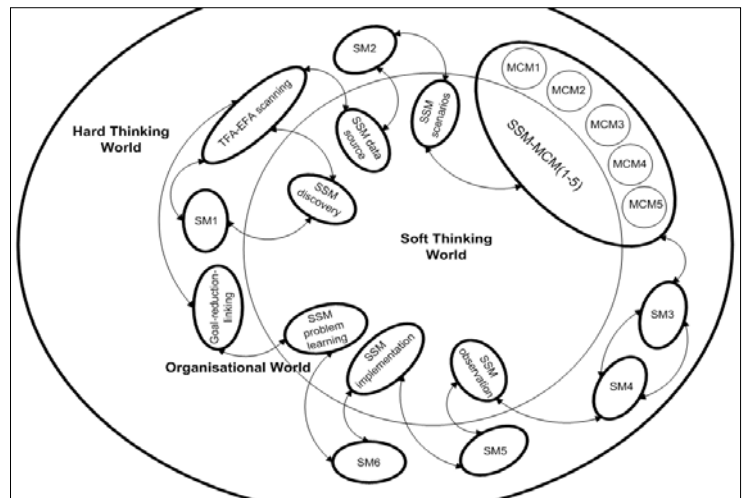 SM2
MCM1
MCM2
MCM3
MCM4
MCM5
SSM-MCM(1-5)
TFA-EFA scanning
SSM data
source
SSM
scenarios
Hard Thinking
World
SSM
discovery
SM1
Soft Thinking
World
Goal-reduction-
linking
SSM
problem
learning
SSM
implementation
SSM
observation
SM3
SM4
Organisational World
SM6
SM5